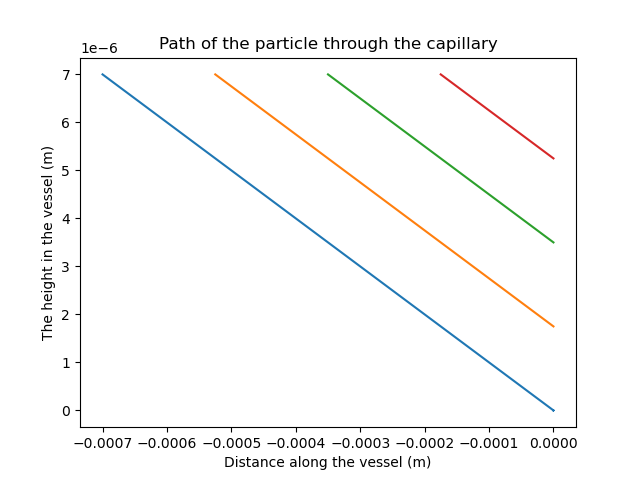 Path of the particle through the capillary
1e−6
7
6
5
4
3
2
1
0
The height in the vessel (m)
−0.0007 −0.0006 −0.0005 −0.0004 −0.0003 −0.0002 −0.0001 0.0000
Distance along the vessel (m)